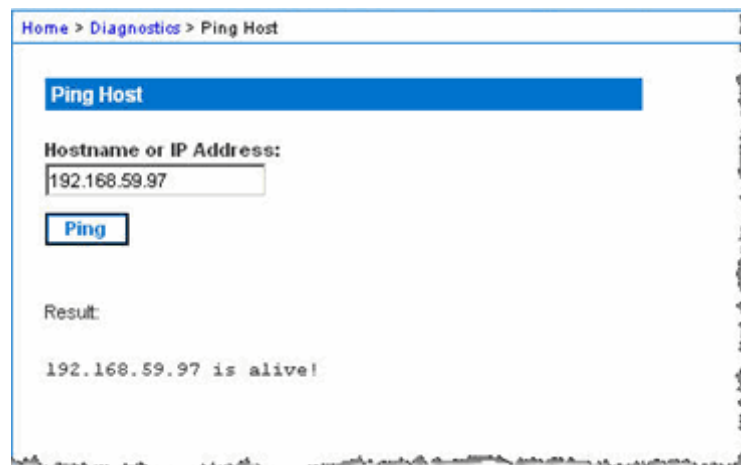 Home > Diagnostics > Ping Host
Ping Host
Hostname or IP Address:
192.168.59.97
Ping
Result:
192.168.59.97 is alive!